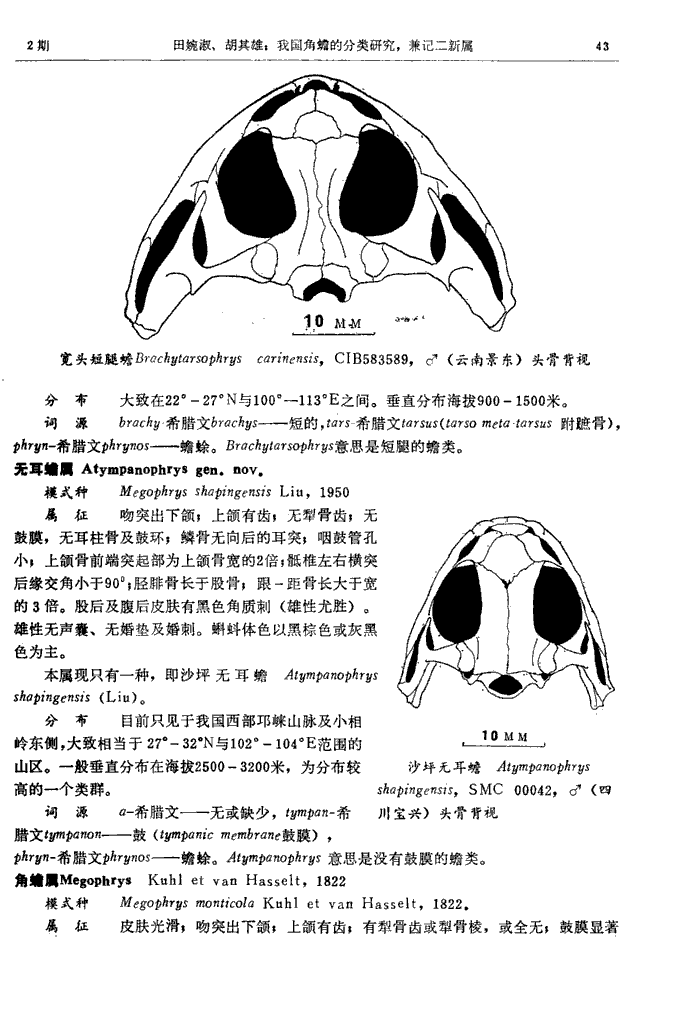 2期
田婉淑、胡其雄：我国角蟾的分类研究，兼记二新属
43
10 MM
宽头短腿蟾Brachytarsophrys carinensis, CIB583589, ♂（云南景东）头骨背视
分 布 大致在22°－27°N与100°—113°E之间。垂直分布海拔900－1500米。
词 源 brachy-希腊文brachys——短的，tars-希腊文tarsus(tarso meta-tarsus 跗蹠骨)，
phryn-希腊文phrynos——蟾蜍。Brachytarsophrys意思是短腿的蟾类。
无耳蟾属 Atympanophrys gen. nov.
模式种 Megophrys shapingensis Liu, 1950
属 征 吻突出下颌；上颌有齿；无犁骨齿；无
鼓膜，无耳柱骨及鼓环；鳞骨无向后的耳突；咽鼓管孔
小；上颌骨前端突起部为上颌骨宽的2倍；骶椎左右横突
后缘交角小于90°；胫腓骨长于股骨；跟－距骨长大于宽
的3倍。股后及腹后皮肤有黑色角质刺（雄性尤胜）。
雄性无声囊、无婚垫及婚刺。蝌蚪体色以黑棕色或灰黑
色为主。
本属现只有一种，即沙坪无耳蟾 Atympanophrys
shapingensis (Liu)。
分 布 目前只见于我国西部邛崃山脉及小相
岭东侧，大致相当于27°－32°N与102°－104°E范围的
山区。一般垂直分布在海拔2500－3200米，为分布较
高的一个类群。
词 源 a-希腊文——无或缺少，tympan-希
腊文tympanon——鼓（tympanic membrane鼓膜），
10 MM
沙坪无耳蟾 Atympanophrys
shapingensis, SMC 00042, ♂（四
川宝兴）头骨背视
phryn-希腊文phrynos——蟾蜍。Atympanophrys 意思是没有鼓膜的蟾类。
角蟾属Megophrys Kuhl et van Hasselt, 1822
模式种 Megophrys monticola Kuhl et van Hasselt, 1822.
属 征 皮肤光滑；吻突出下颌；上颌有齿；有犁骨齿或犁骨棱，或全无；鼓膜显著